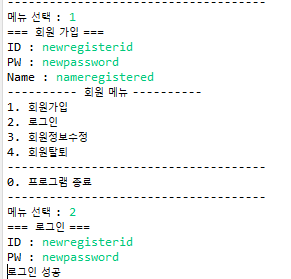 --------------------------------------
메뉴 선택 : 1
=== 회원 가입 ===
ID : newregisterid
PW : newpassword
Name : nameregistered
---------- 회원 메뉴 ----------
1. 회원가입
2. 로그인
3. 회원정보수정
4. 회원탈퇴
--------------------------------------
0. 프로그램 종료
--------------------------------------
메뉴 선택 : 2
=== 로그인 ===
ID : newregisterid
PW : newpassword
로그인 성공